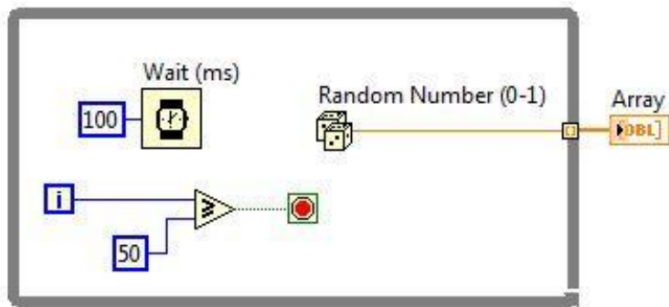 Wait (ms)
100
Random Number (0-1)
Array
DBL
i
≥
50